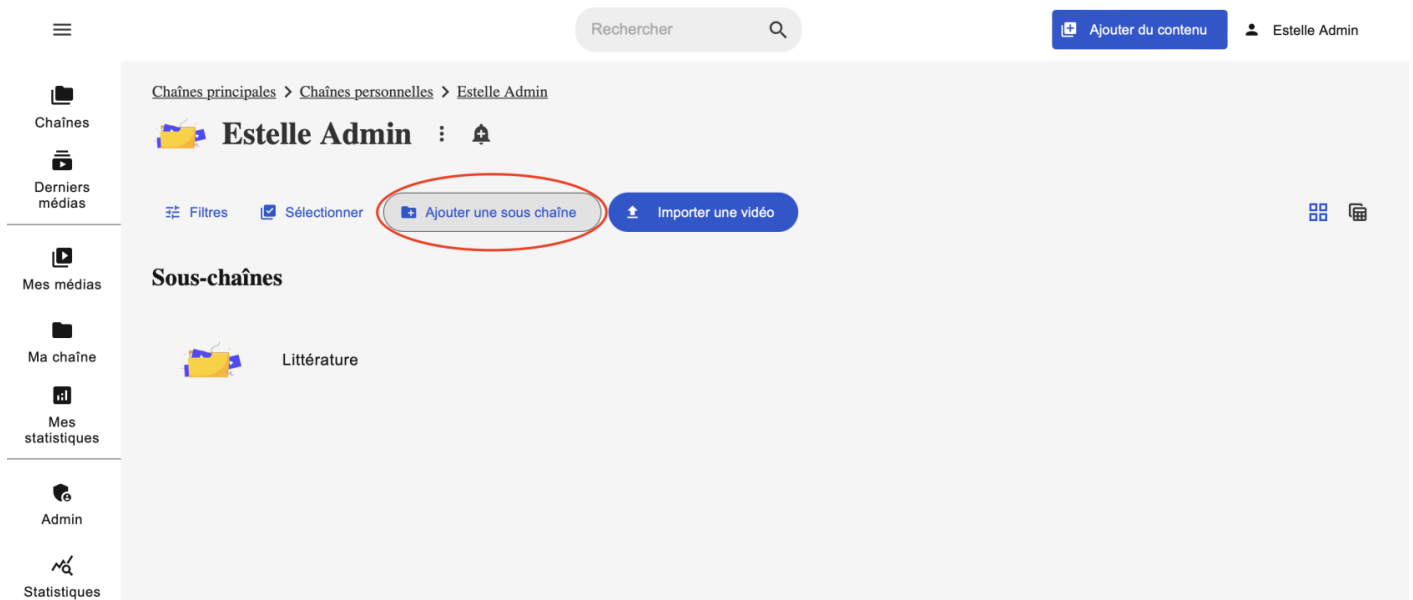 Rechercher
Ajouter du contenu
Estelle Admin
Chaînes
Derniers
médias
Mes médias
Ma chaîne
Mes
statistiques
Admin
Statistiques
Chaînes principales > Chaînes personnelles > Estelle Admin
Estelle Admin
Filtres
Sélectionner
Ajouter une sous chaîne
Importer une vidéo
Sous-chaînes
Littérature